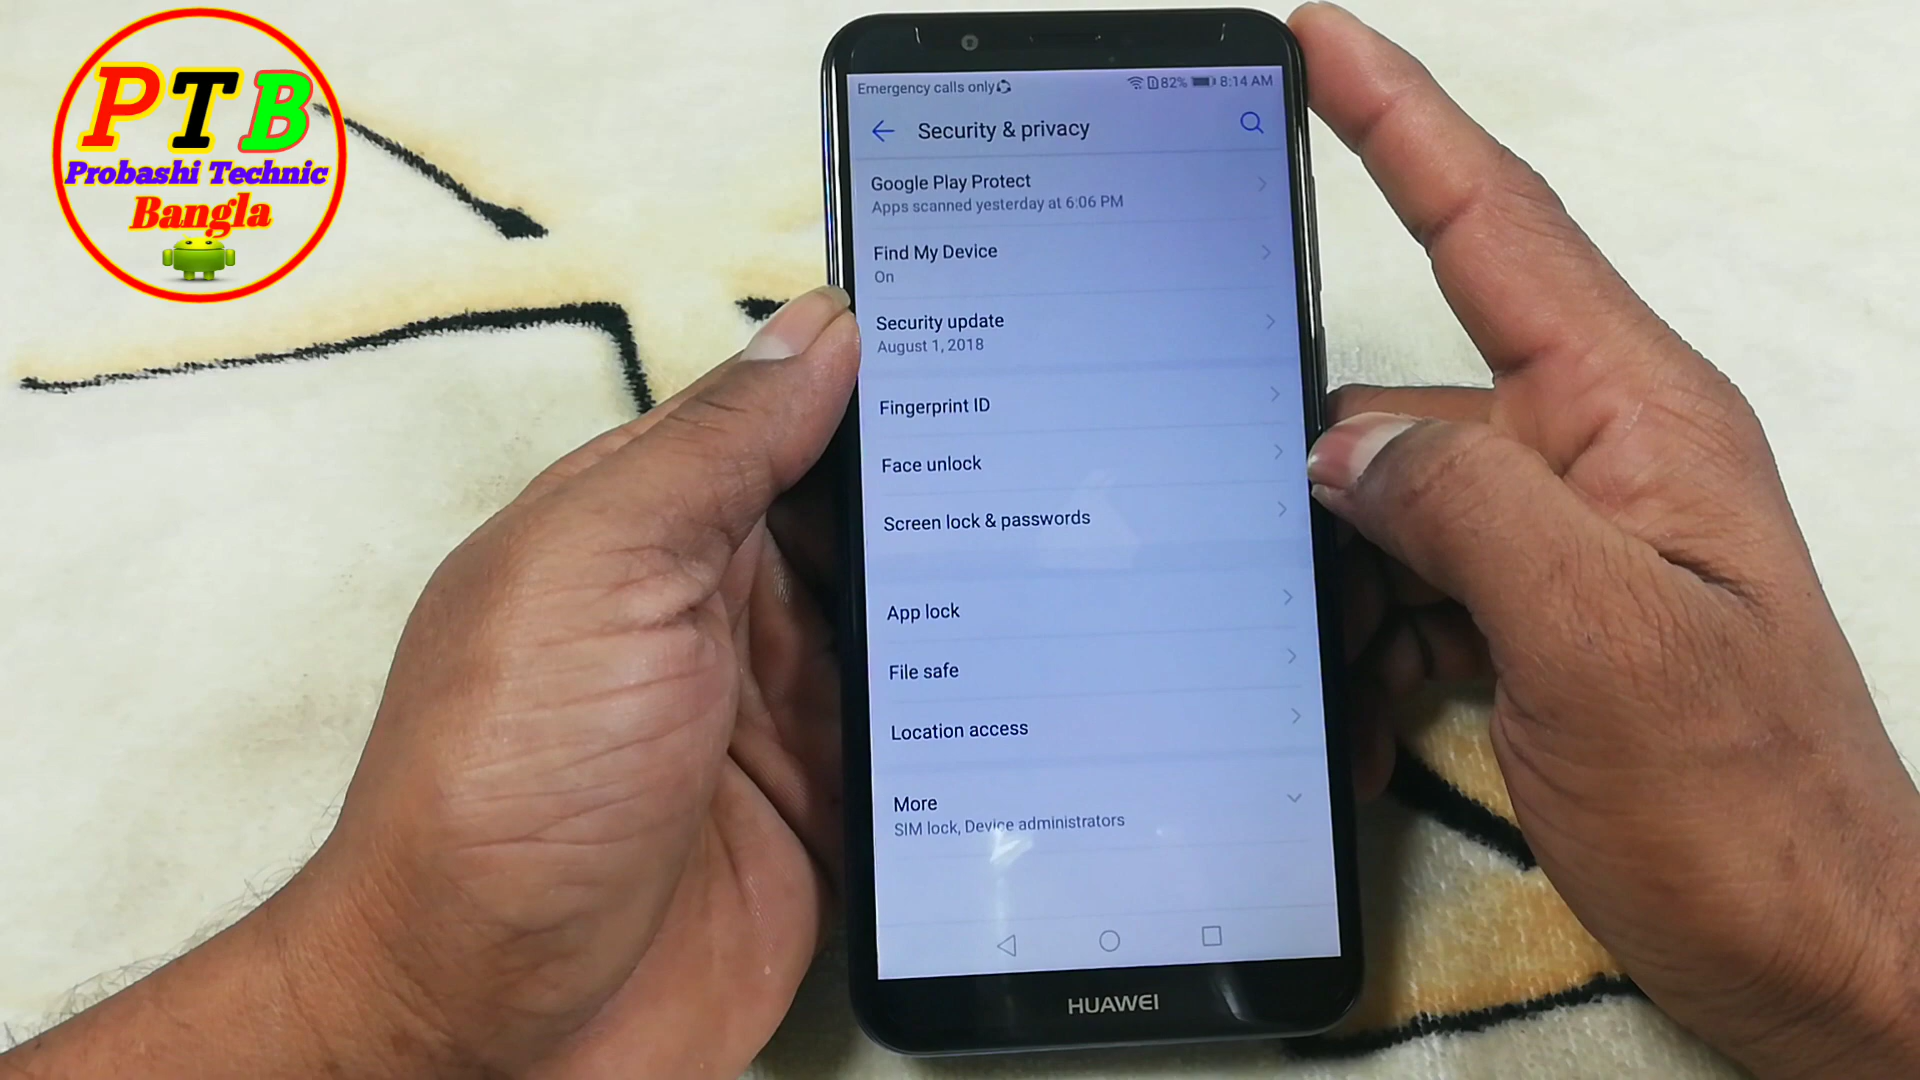 PTB
Probashi Technic
Bangla
Emergency calls only
82% 8:14 AM
Security & privacy
Google Play Protect
Apps scanned yesterday at 6:06 PM
Find My Device
On
Security update
August 1, 2018
Fingerprint ID
Face unlock
Screen lock & passwords
App lock
File safe
Location access
More
SIM lock, Device administrators
HUAWEI